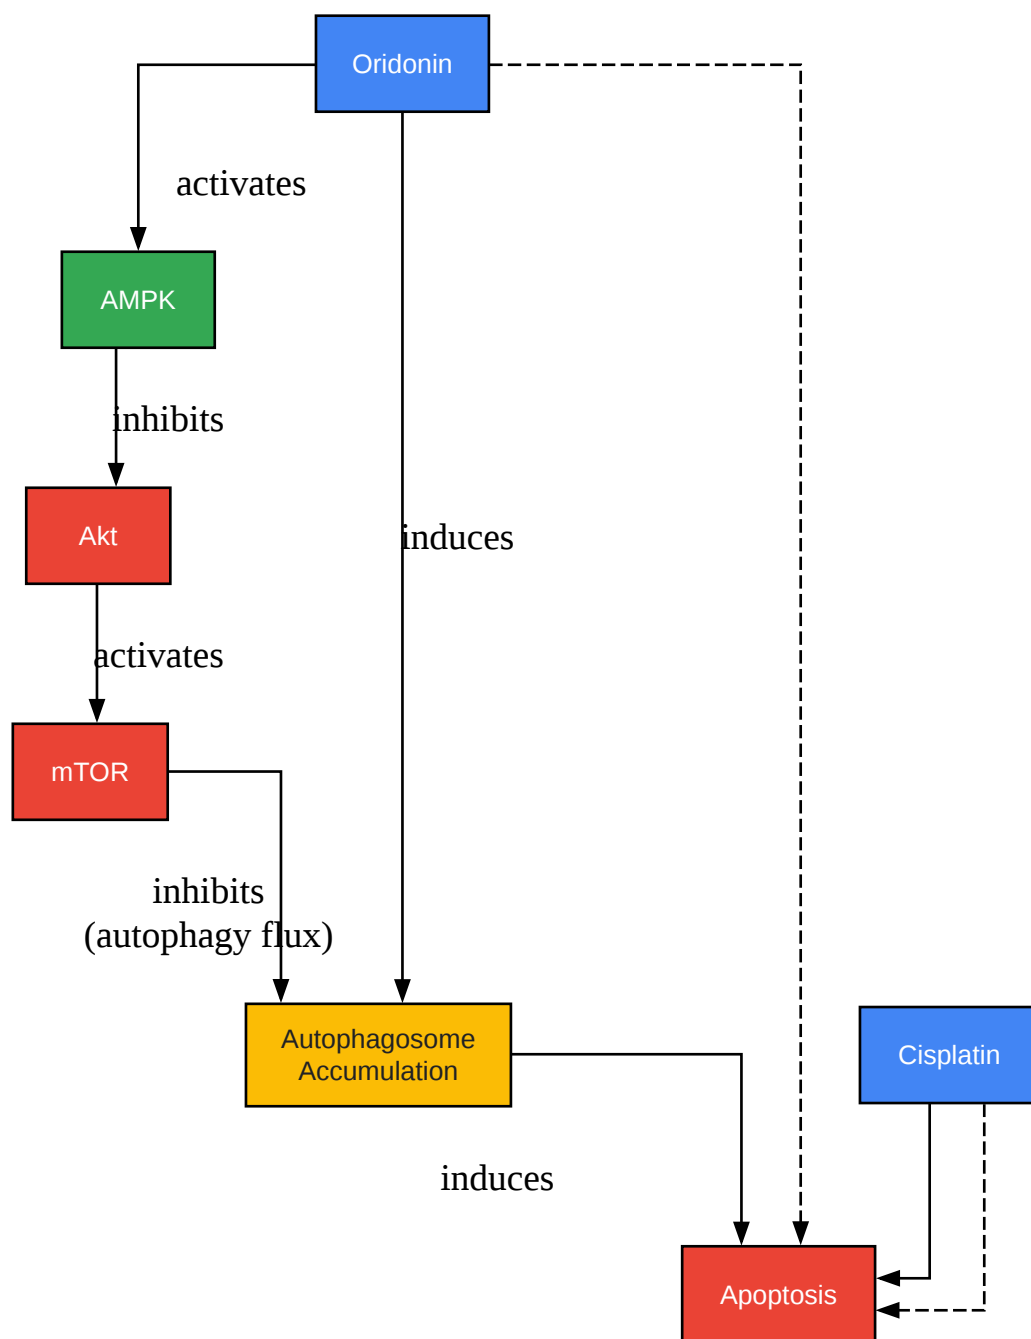 Oridonin
activates
AMPK
inhibits
Akt
induces
activates
mTOR
inhibits
(autophagy flux)
Autophagosome
Accumulation
Cisplatin
induces
Apoptosis